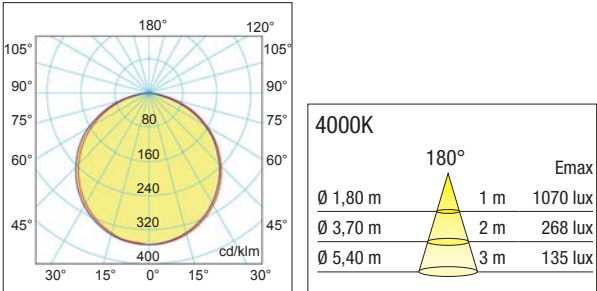 180°
120°
105° 105°
90° 90°
75° 75°
60° 60°
45° 45°
30° 15° 0° 15° 30°
80
160
240
320
400
cd/klm
4000K
180°
Emax
Ø 1,80 m 1 m 1070 lux
Ø 3,70 m 2 m 268 lux
Ø 5,40 m 3 m 135 lux